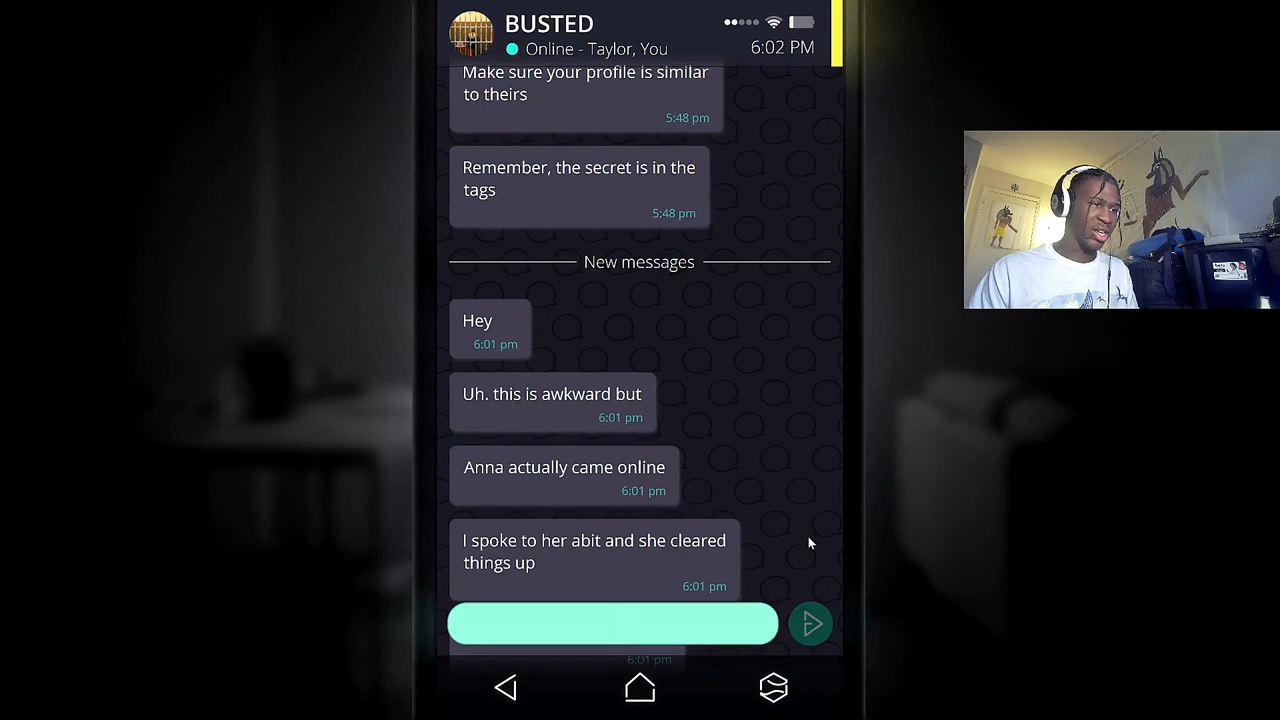 BUSTED
Online - Taylor, You
6:02 PM
Make sure your profile is similar
to theirs
5:48 pm
Remember, the secret is in the
tags
5:48 pm
New messages
Hey
6:01 pm
Uh. this is awkward but
6:01 pm
Anna actually came online
6:01 pm
I spoke to her abit and she cleared
things up
6:01 pm
6:01 pm